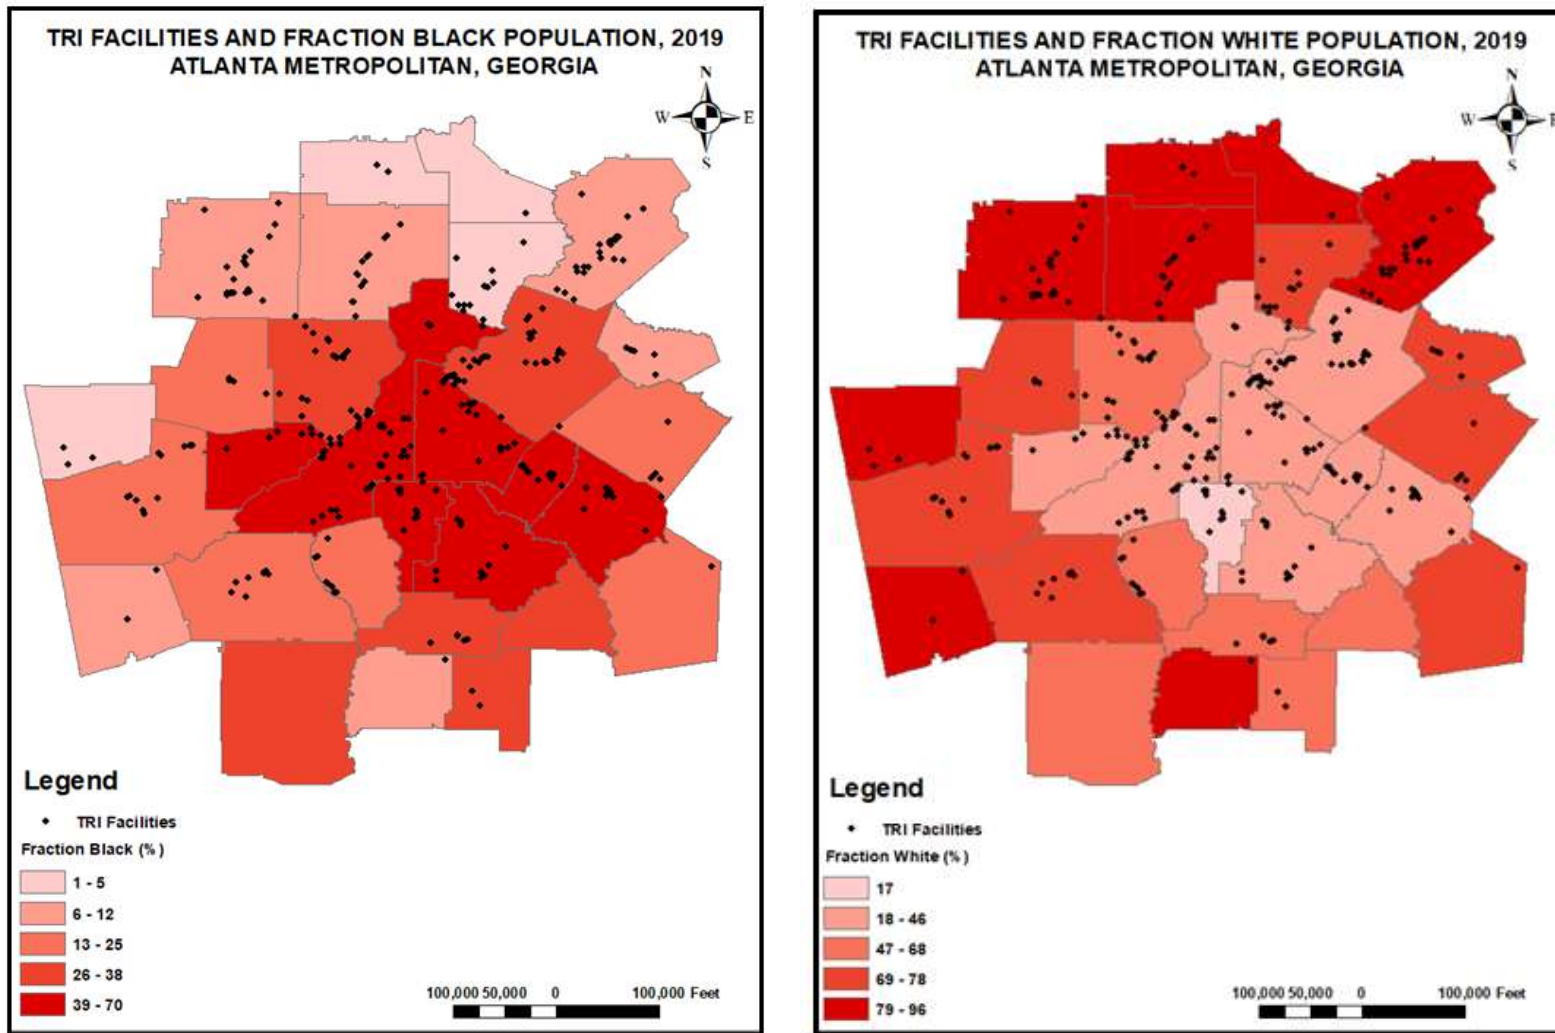 TRI FACILITIES AND FRACTION BLACK POPULATION, 2019
ATLANTA METROPOLITAN, GEORGIA
N
W E
S
Legend
TRI Facilities
Fraction Black (%)
1 - 5
6 - 12
13 - 25
26 - 38
39 - 70
100,000 50,000 0 100,000 Feet
TRI FACILITIES AND FRACTION WHITE POPULATION, 2019
ATLANTA METROPOLITAN, GEORGIA
N
W E
S
Legend
TRI Facilities
Fraction White (%)
17
18 - 46
47 - 68
69 - 78
79 - 96
100,000 50,000 0 100,000 Feet